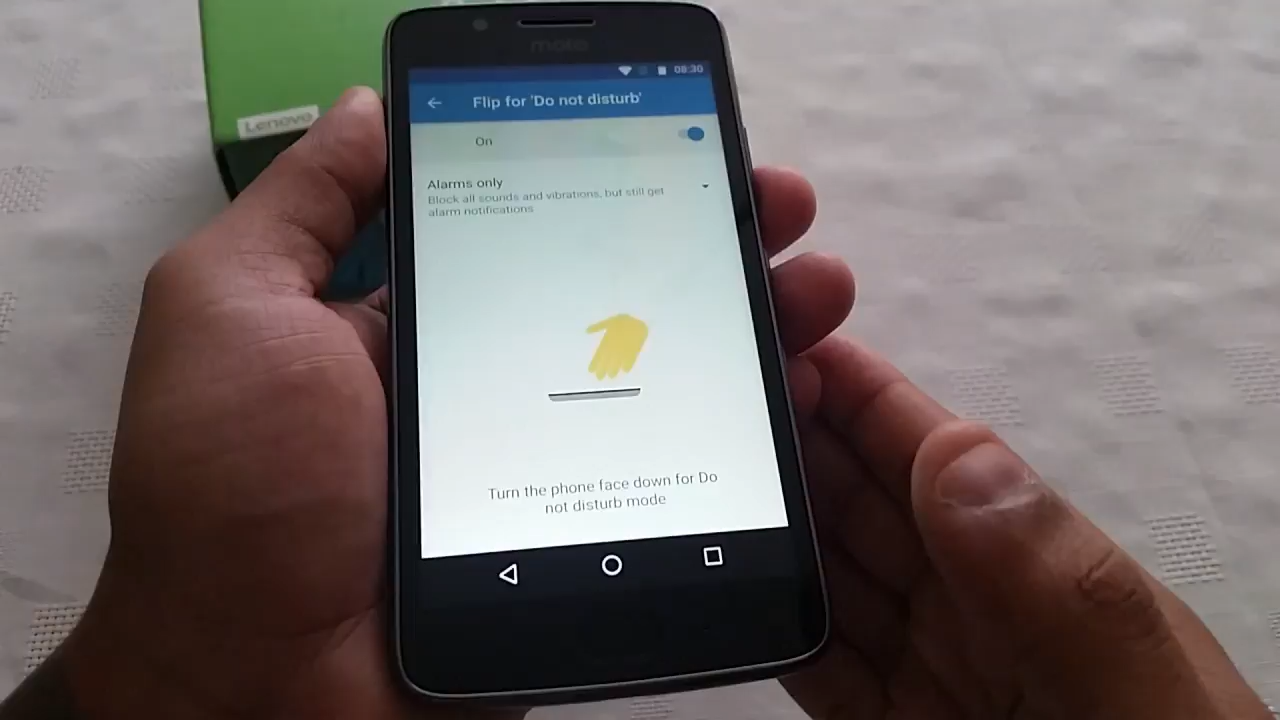 Lenovo
moto
08:30
Flip for 'Do not disturb'
On
Alarms only
Block all sounds and vibrations, but still get
alarm notifications
Turn the phone face down for Do
not disturb mode